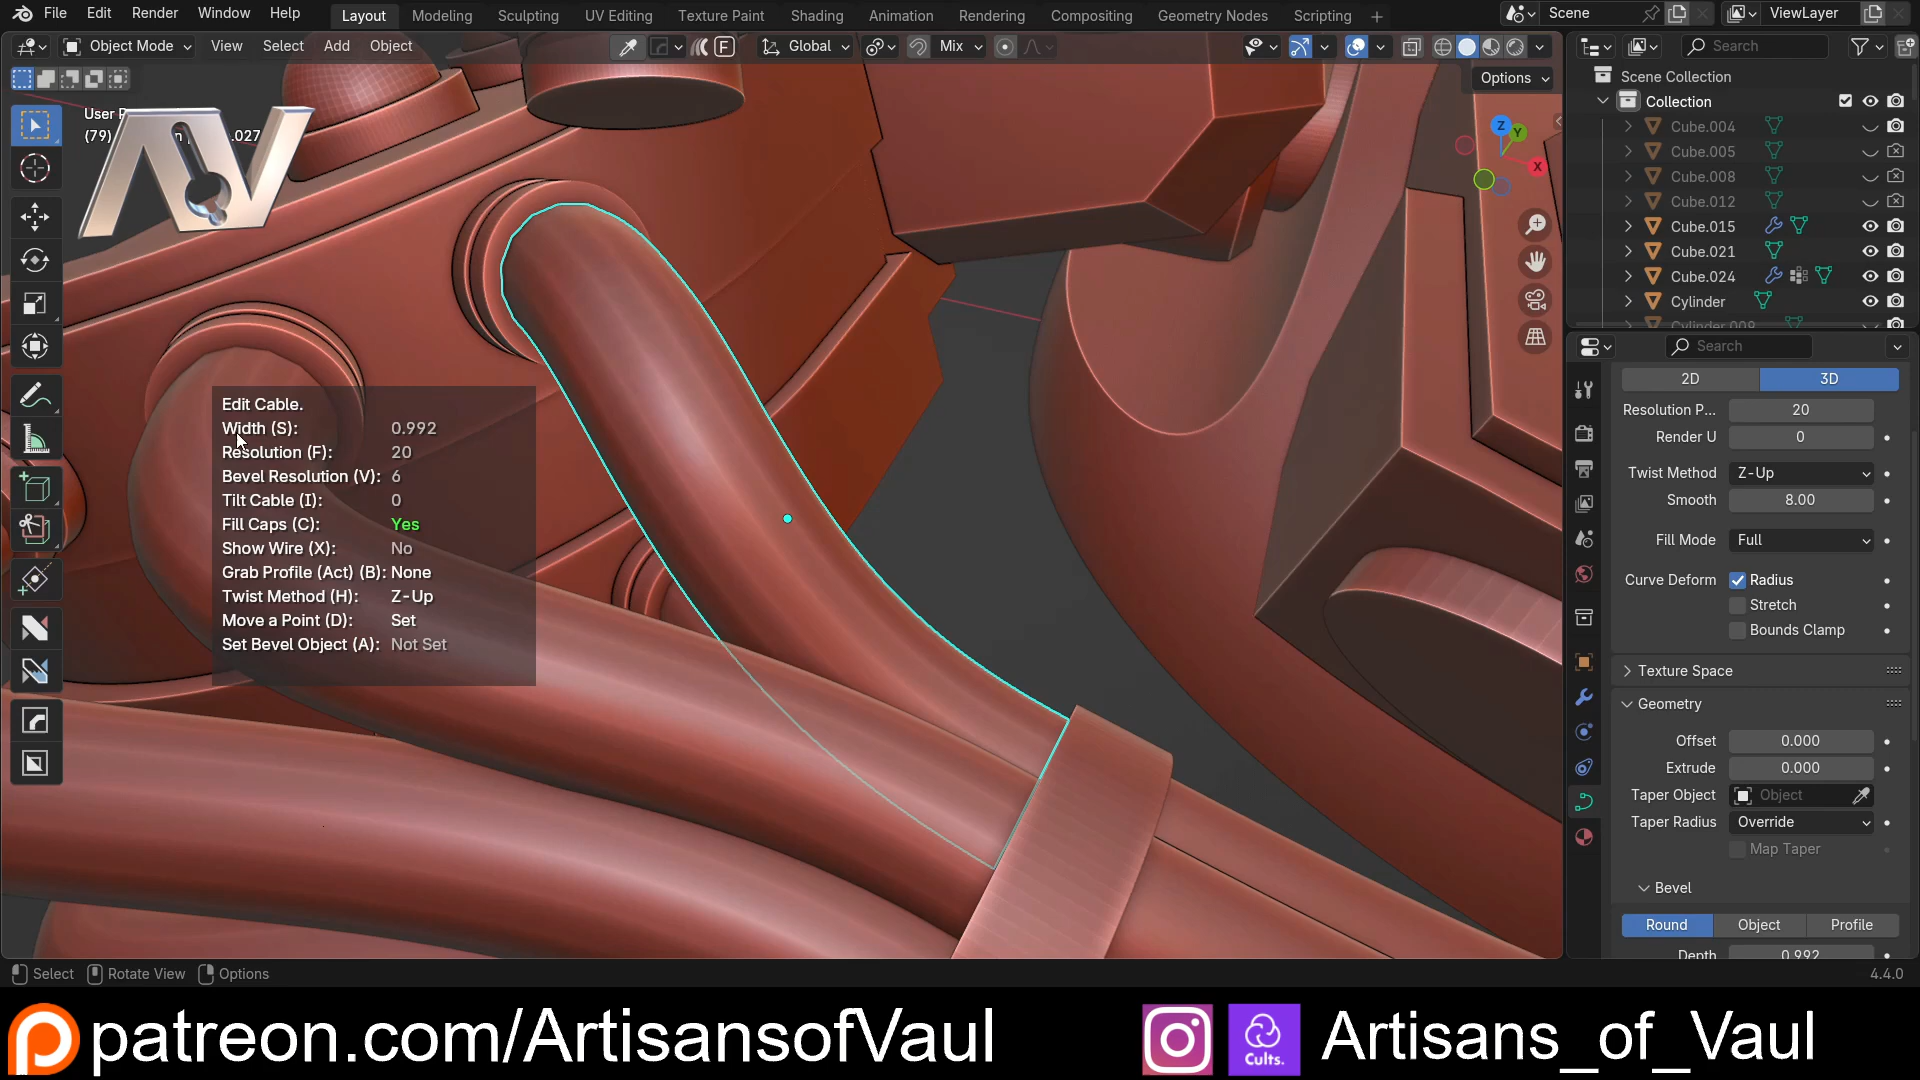 File Edit Render Window Help Layout Modeling Sculpting UV Editing Texture Paint Shading Animation Rendering Compositing Geometry Nodes Scripting + Scene ViewLayer
Object Mode View Select Add Object F Global Mix Search
Options
Scene Collection
Collection
Cube.004
Cube.005
Cube.008
Cube.012
Cube.015
Cube.021
Cube.024
Cylinder
Cylinder.009
User
(79) .027
AV
Z
Y
X
Edit Cable.
Width (S): 0.992
Resolution (F): 20
Bevel Resolution (V): 6
Tilt Cable (I): 0
Fill Caps (C): Yes
Show Wire (X): No
Grab Profile (Act) (B): None
Twist Method (H): Z-Up
Move a Point (D): Set
Set Bevel Object (A): Not Set
Search
2D 3D
Resolution P... 20
Render U 0
Twist Method Z-Up
Smooth 8.00
Fill Mode Full
Curve Deform Radius
Stretch
Bounds Clamp
Texture Space
Geometry
Offset 0.000
Extrude 0.000
Taper Object Object
Taper Radius Override
Map Taper
Bevel
Round Object Profile
Depth 0.992
Select Rotate View Options 4.4.0
patreon.com/ArtisansofVaul Cults. Artisans_of_Vaul